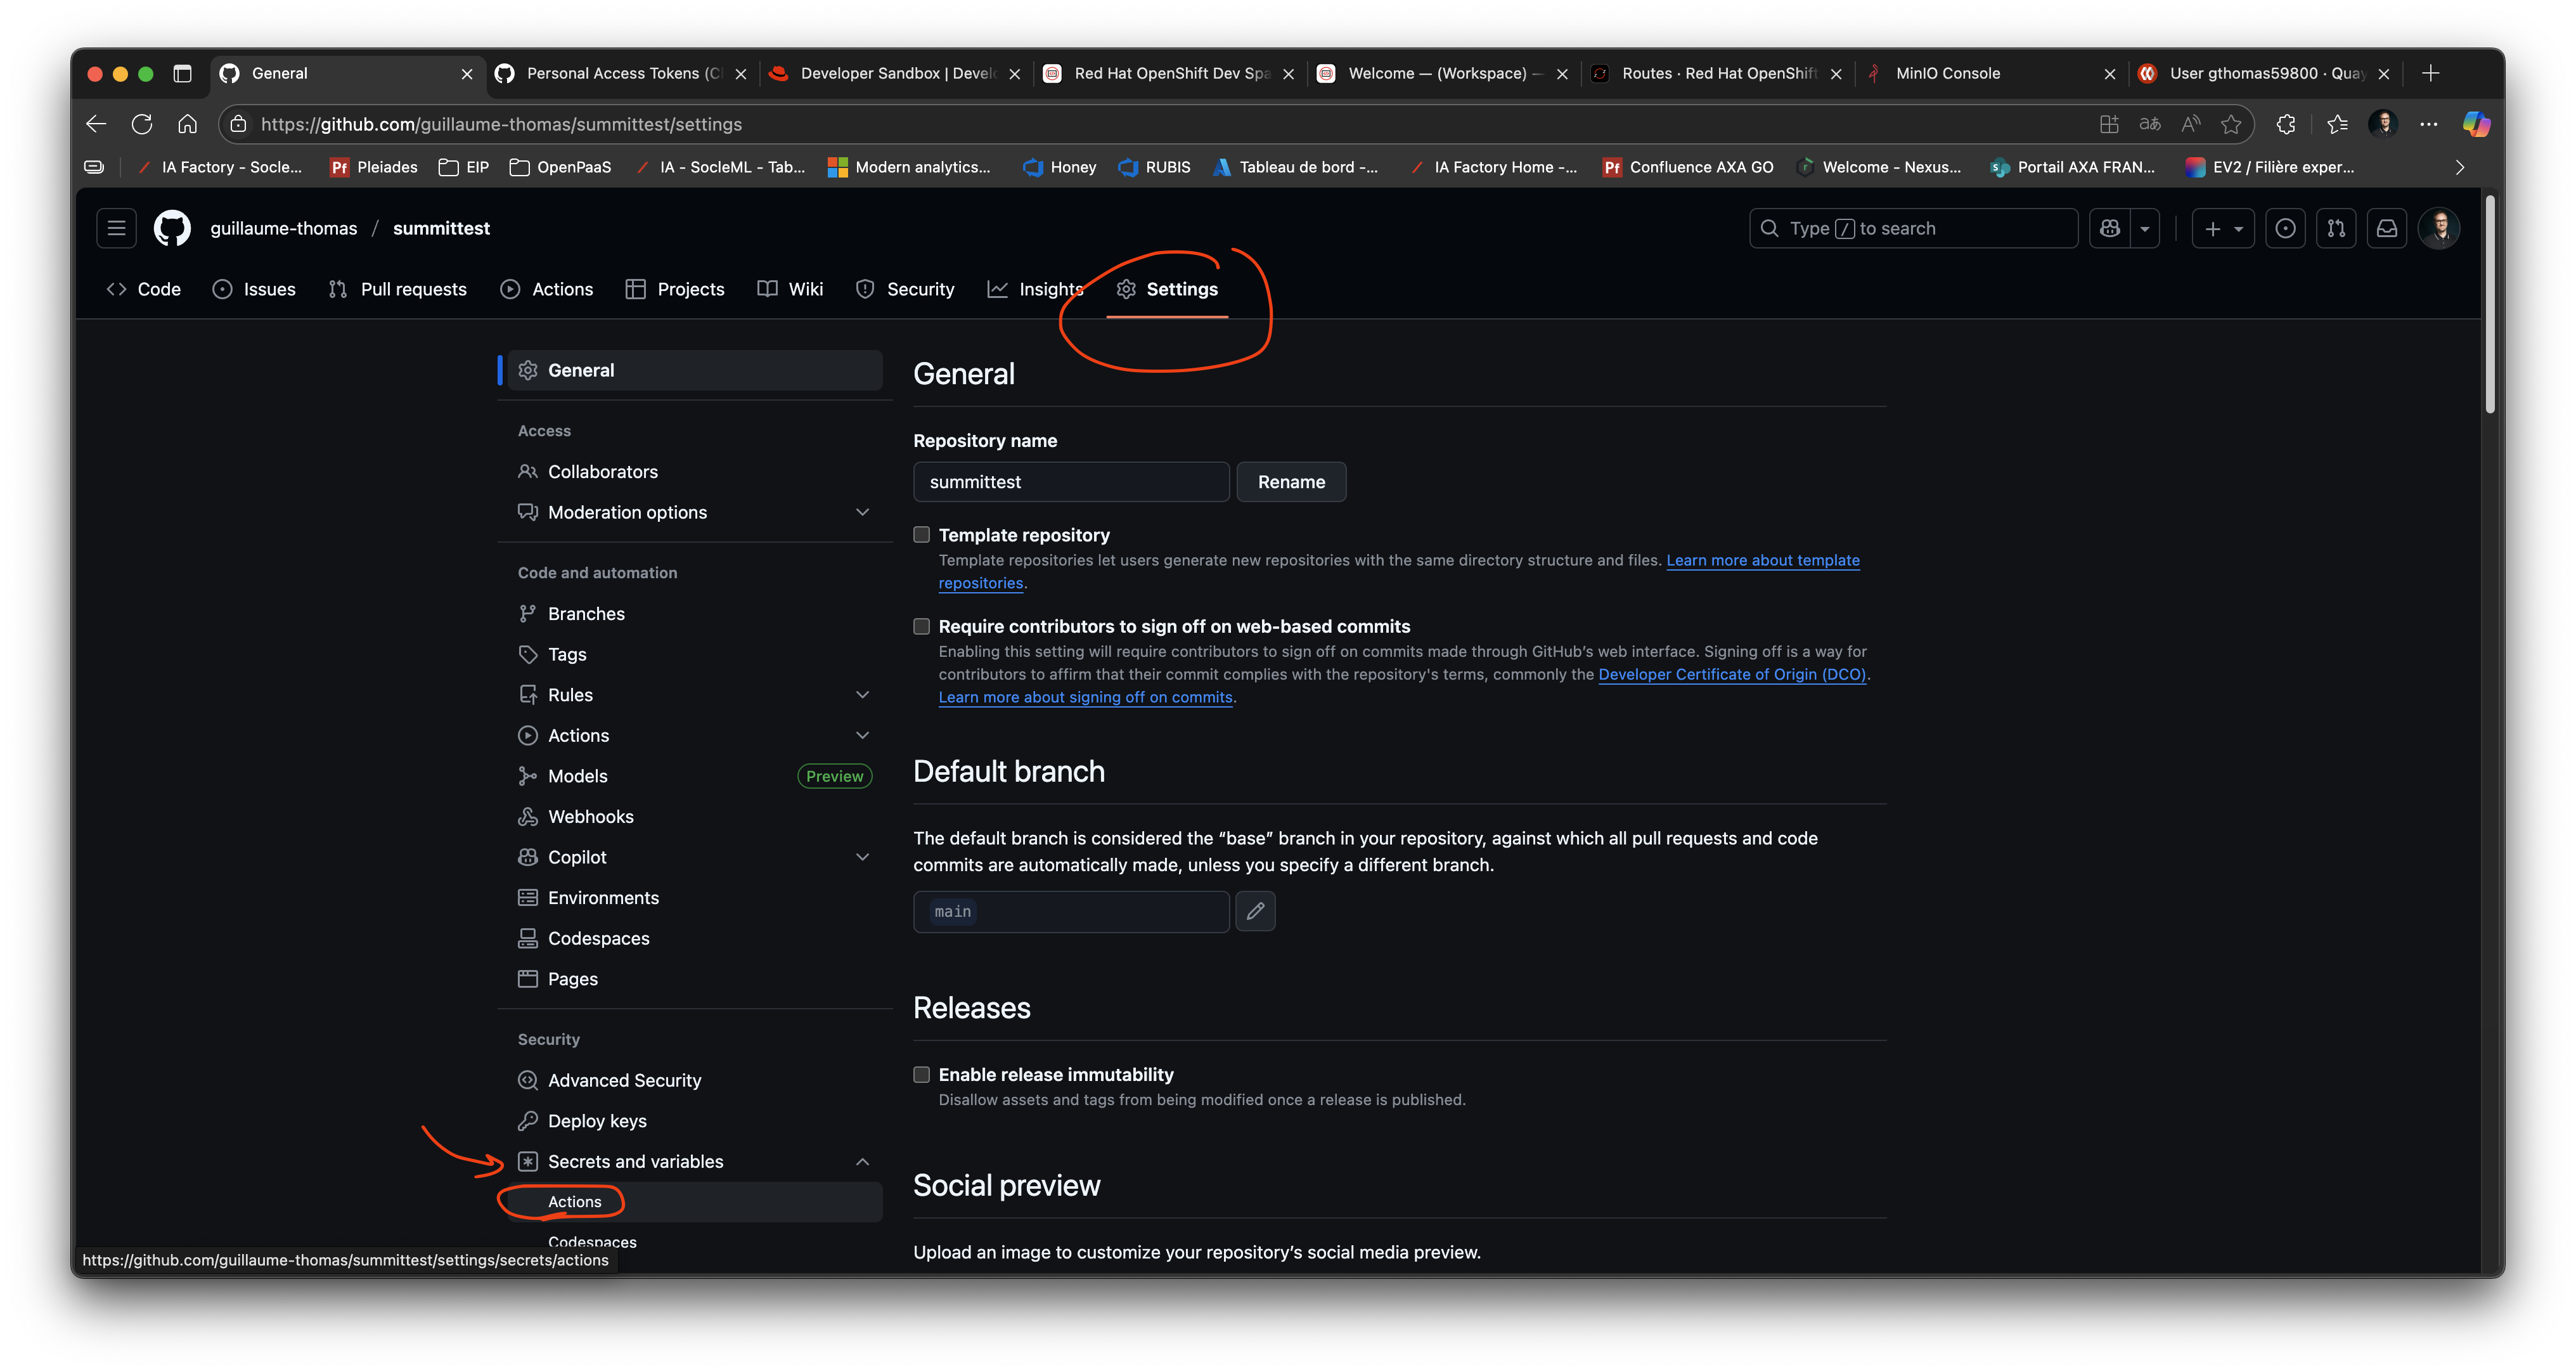 General
Personal Access Tokens (Cl
Developer Sandbox | Develo
Red Hat OpenShift Dev Spa
Welcome — (Workspace) —
Routes · Red Hat OpenShift
MinIO Console
User gthomas59800 · Quay
https://github.com/guillaume-thomas/summittest/settings
IA Factory - Socle...
Pleiades
EIP
OpenPaaS
IA - SocleML - Tab...
Modern analytics...
Honey
RUBIS
Tableau de bord -...
IA Factory Home -...
Confluence AXA GO
Welcome - Nexus...
Portail AXA FRAN...
EV2 / Filière exper...
guillaume-thomas / summittest
Type / to search
Code
Issues
Pull requests
Actions
Projects
Wiki
Security
Insights
Settings
General
Access
Collaborators
Moderation options
Code and automation
Branches
Tags
Rules
Actions
Models
Preview
Webhooks
Copilot
Environments
Codespaces
Pages
Security
Advanced Security
Deploy keys
Secrets and variables
Actions
Codespaces
https://github.com/guillaume-thomas/summittest/settings/secrets/actions
General
Repository name
summittest
Rename
Template repository
Template repositories let users generate new repositories with the same directory structure and files. Learn more about template
repositories.
Require contributors to sign off on web-based commits
Enabling this setting will require contributors to sign off on commits made through GitHub’s web interface. Signing off is a way for
contributors to affirm that their commit complies with the repository's terms, commonly the Developer Certificate of Origin (DCO).
Learn more about signing off on commits.
Default branch
The default branch is considered the “base” branch in your repository, against which all pull requests and code
commits are automatically made, unless you specify a different branch.
main
Releases
Enable release immutability
Disallow assets and tags from being modified once a release is published.
Social preview
Upload an image to customize your repository’s social media preview.